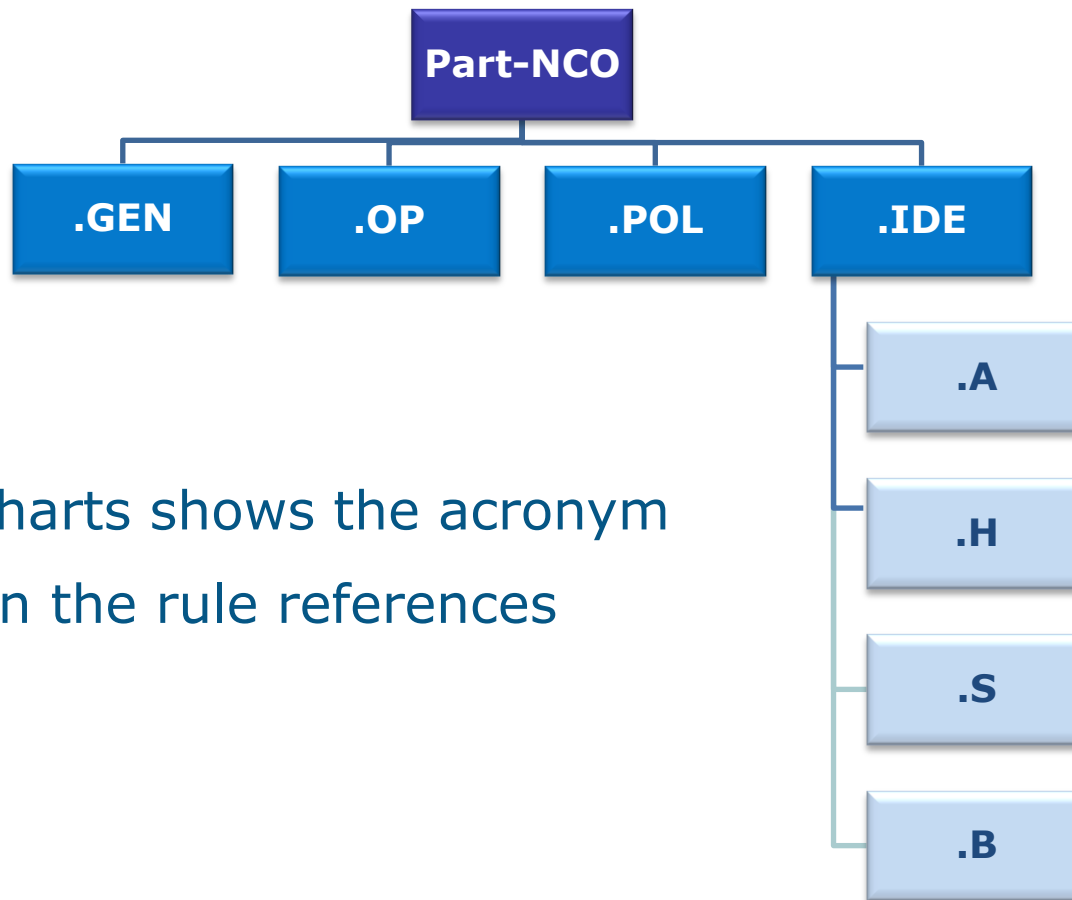 Part-NCO
.GEN
.OP
.POL
.IDE
.A
.H
.S
.B
harts shows the acronym
n the rule references